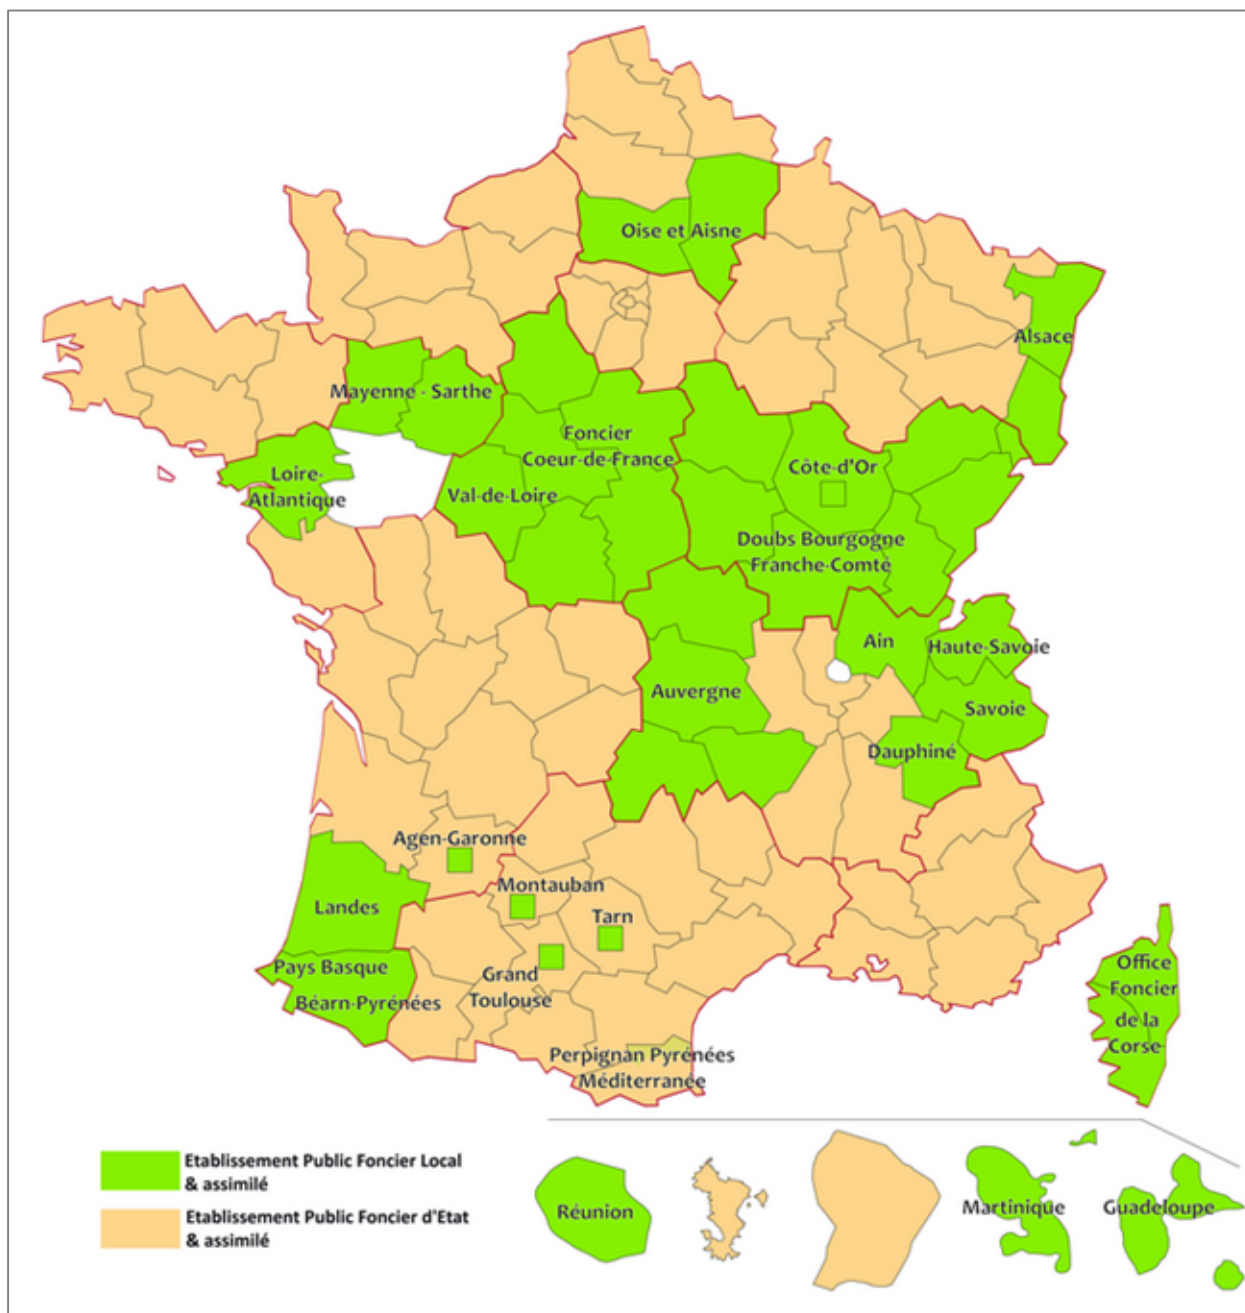 Oise et Aisne
Alsace
Mayenne - Sarthe
Foncier
Coeur-de-France
Côte-d'Or
Loire-
Atlantique
Val-de-Loire
Doubs Bourgogne
Franche-Comté
Ain
Haute-Savoie
Auvergne
Savoie
Dauphiné
Agen-Garonne
Montauban
Landes
Tarn
Pays Basque
Béarn-Pyrénées
Grand
Toulouse
Office
Foncier
de la
Corse
Perpignan Pyrénées
Méditerranée
Etablissement Public Foncier Local
& assimilé
Etablissement Public Foncier d'Etat
& assimilé
Réunion
Martinique
Guadeloupe